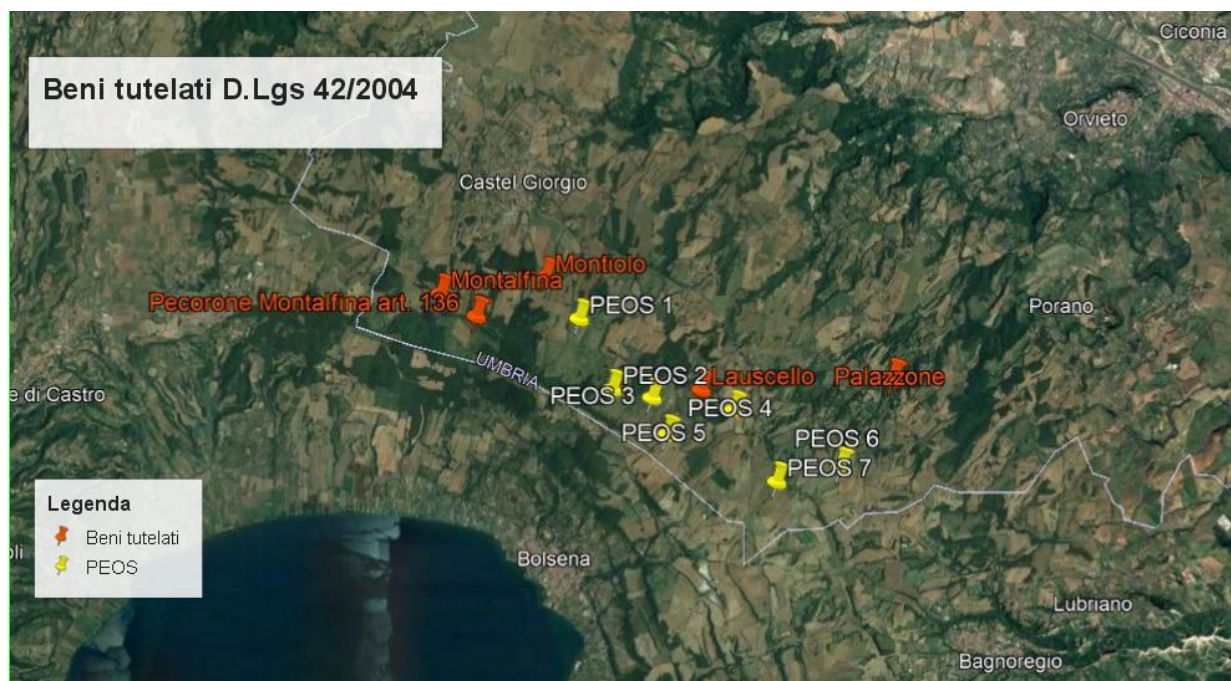 Ciconia
Beni tutelati D.Lgs 42/2004
Orvieto
Castel Giorgio
Montiolo
Montalfina
Pecorone Montalfina art. 136
PEOS 1
Porano
UMBRIA
PEOS 2
Lauscello
Palazzone
PEOS 3
e di Castro
PEOS 4
PEOS 5
PEOS 6
PEOS 7
Legenda
Beni tutelati
PEOS
oli
Bolsena
Lubriano
Bagnoregio